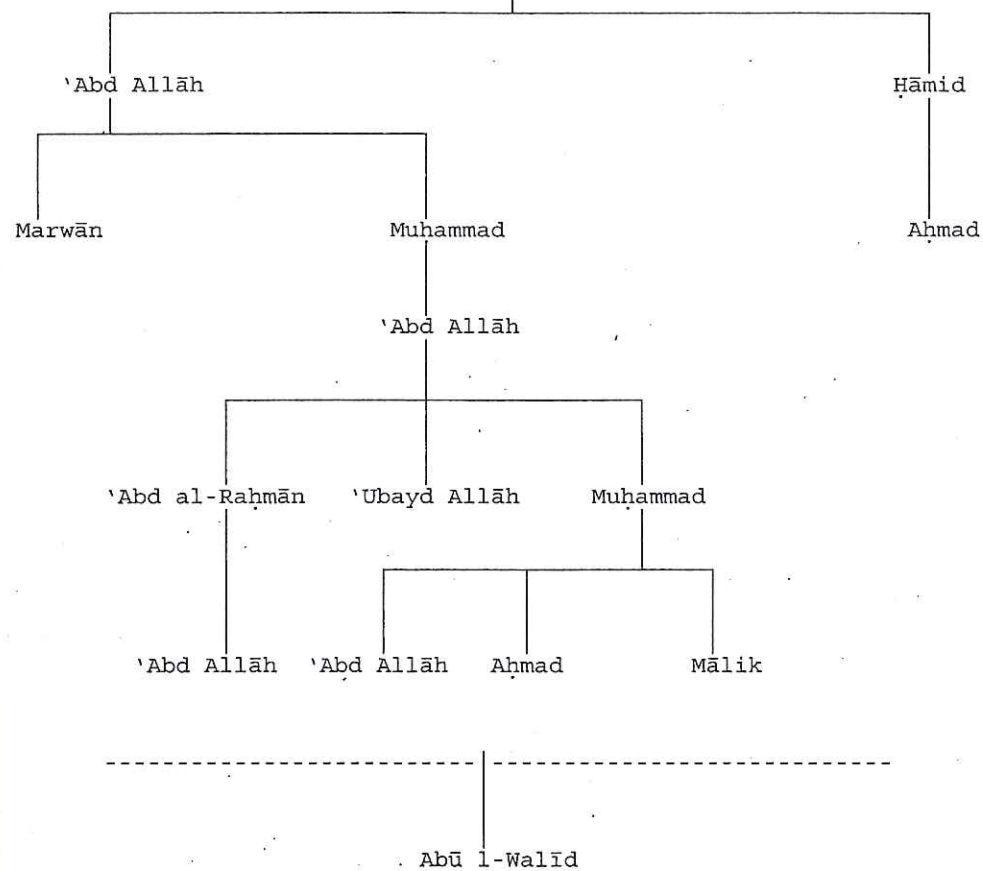 ‛Abd Allāh Ḥāmid
Marwān Muḥammad Aḥmad
‛Abd Allāh
‛Abd al-Raḥmān ‛Ubayd Allāh Muḥammad
‛Abd Allāh ‛Abd Allāh Aḥmad Mālik
Abū l-Walīd